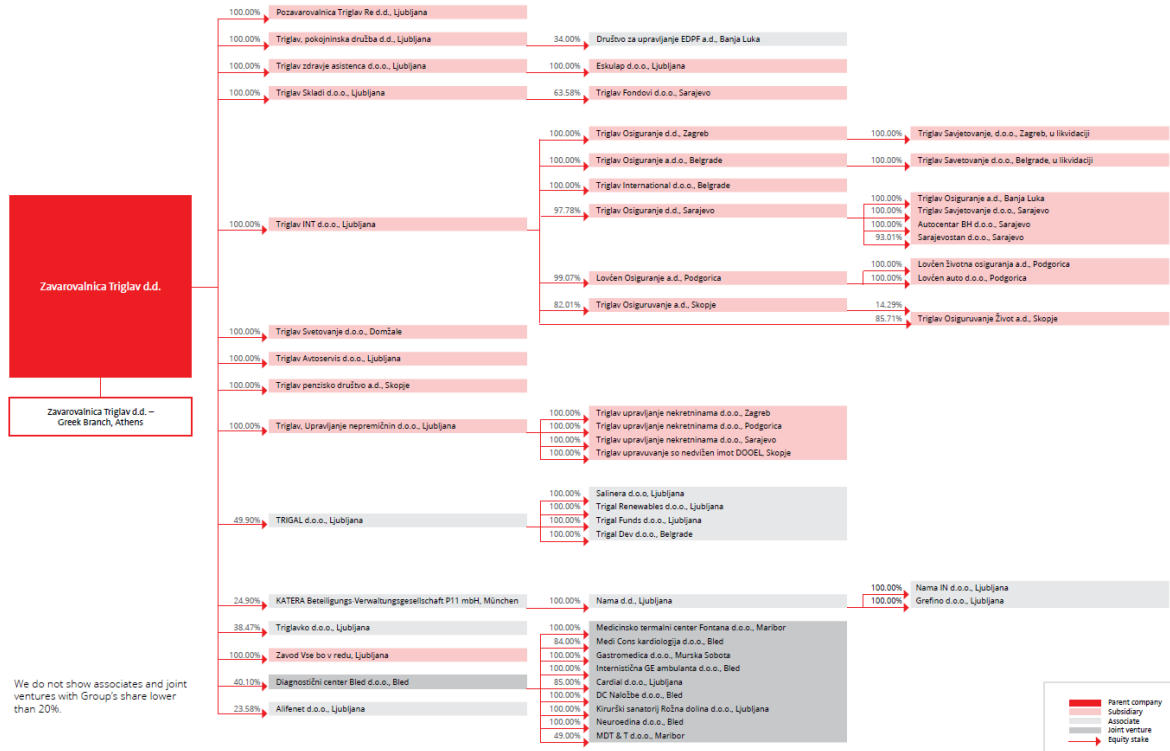 100.00% Pozavarovalnica Triglav Re d.d., Ljubljana
100.00% Triglav, pokojninska družba d.d., Ljubljana 34.00% Društvo za upravljanje EDPF a.d., Banja Luka
100.00% Triglav zdravje asistenca d.o.o., Ljubljana 100.00% Eskulap d.o.o., Ljubljana
100.00% Triglav Skladi d.o.o., Ljubljana 63.58% Triglav Fondovi d.o.o., Sarajevo
100.00% Triglav Osiguranje d.d., Zagreb 100.00% Triglav Savjetovanje, d.o.o., Zagreb, u likvidaciji
100.00% Triglav Osiguranje a.d.o., Belgrade 100.00% Triglav Savetovanje d.o.o., Belgrade, u likvidaciji
100.00% Triglav International d.o.o., Belgrade
100.00% Triglav Osiguranje a.d., Banja Luka
97.78% Triglav Osiguranje d.d., Sarajevo 100.00% Triglav Savjetovanje d.o.o., Sarajevo
100.00% Triglav INT d.o.o., Ljubljana 100.00% Autocentar BH d.o.o., Sarajevo
93.01% Sarajevostan d.o.o., Sarajevo
100.00% Lovćen životna osiguranja a.d., Podgorica
99.07% Lovćen Osiguranje a.d., Podgorica 100.00% Lovćen auto d.o.o., Podgorica
Zavarovalnica Triglav d.d.
82.01% Triglav Osiguruvanje a.d., Skopje 14.29%
85.71% Triglav Osiguruvanje Život a.d., Skopje
100.00% Triglav Svetovanje d.o.o., Domžale
100.00% Triglav Avtoservis d.o.o., Ljubljana
100.00% Triglav penzisko društvo a.d., Skopje
Zavarovalnica Triglav d.d. –
Greek Branch, Athens
100.00% Triglav upravljanje nekretninama d.o.o., Zagreb
100.00% Triglav, Upravljanje nepremičnin d.o.o., Ljubljana 100.00% Triglav upravljanje nekretninama d.o.o., Podgorica
100.00% Triglav upravljanje nekretninama d.o.o., Sarajevo
100.00% Triglav upravuvanje so nedvižen imot DOOEL, Skopje
100.00% Salinera d.o.o, Ljubljana
100.00% Trigal Renewables d.o.o., Ljubljana
49.90% TRIGAL d.o.o., Ljubljana 100.00% Trigal Funds d.o.o., Ljubljana
100.00% Trigal Dev d.o.o., Belgrade
100.00% Nama IN d.o.o., Ljubljana
24.90% KATERA Beteiligungs-Verwaltungsgesellschaft P11 mbH, München 100.00% Nama d.d., Ljubljana 100.00% Grefino d.o.o., Ljubljana
38.47% Triglavko d.o.o., Ljubljana 100.00% Medicinsko termalni center Fontana d.o.o., Maribor
84.00% Medi Cons kardiologija d.o.o., Bled
100.00% Zavod Vse bo v redu, Ljubljana 100.00% Gastromedica d.o.o., Murska Sobota
100.00% Internistična GE ambulanta d.o.o., Bled
40.10% Diagnostični center Bled d.o.o., Bled 85.00% Cardial d.o.o., Ljubljana
100.00% DC Naložbe d.o.o., Bled
23.58% Alifenet d.o.o., Ljubljana 100.00% Kirurški sanatorij Rožna dolina d.o.o., Ljubljana
100.00% Neuroedina d.o.o., Bled
49.00% MDT & T d.o.o., Maribor
We do not show associates and joint
ventures with Group's share lower
than 20%.
Parent company
Subsidiary
Associate
Joint venture
Equity stake